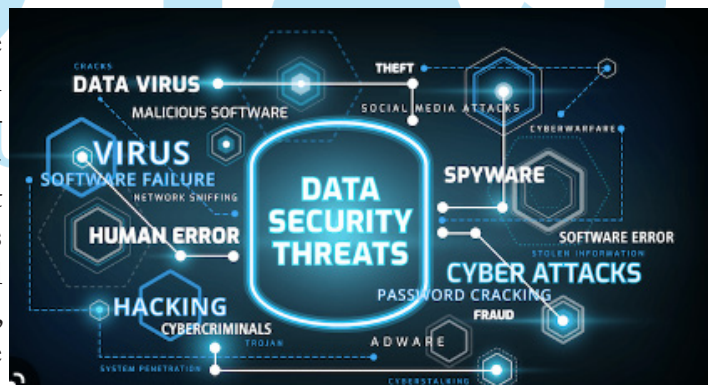 CRACKS
THEFT
DATA VIRUS
SOCIAL MEDIA ATTACKS
MALICIOUS SOFTWARE
CYBERWARFARE
VIRUS
SPYWARE
SOFTWARE FAILURE
DATA
SECURITY
THREATS
NETWORK SNIFFING
HUMAN ERROR
SOFTWARE ERROR
STOLEN INFORMATION
CYBER ATTACKS
PASSWORD CRACKING
HACKING
FRAUD
CYBERCRIMINALS
TROJAN
ADWARE
SYSTEM PENETRATION
CYBERSTALKING